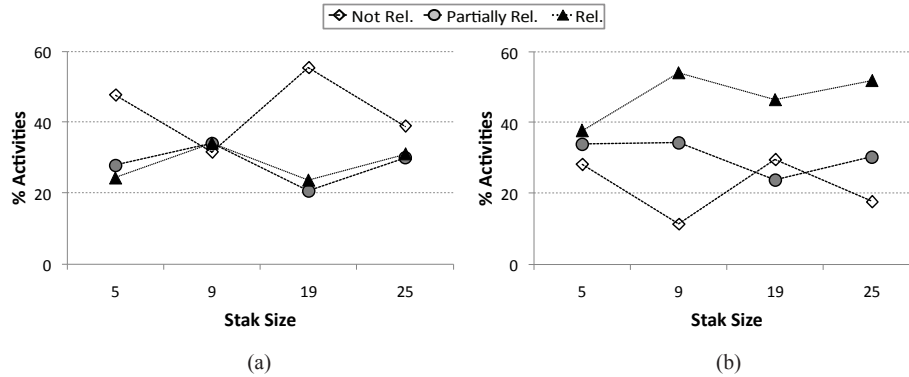 Not Rel. Partially Rel. Rel.
60
40
20
0
% Activities
5 9 19 25
Stak Size
(a)
60
40
20
0
% Activities
5 9 19 25
Stak Size
(b)